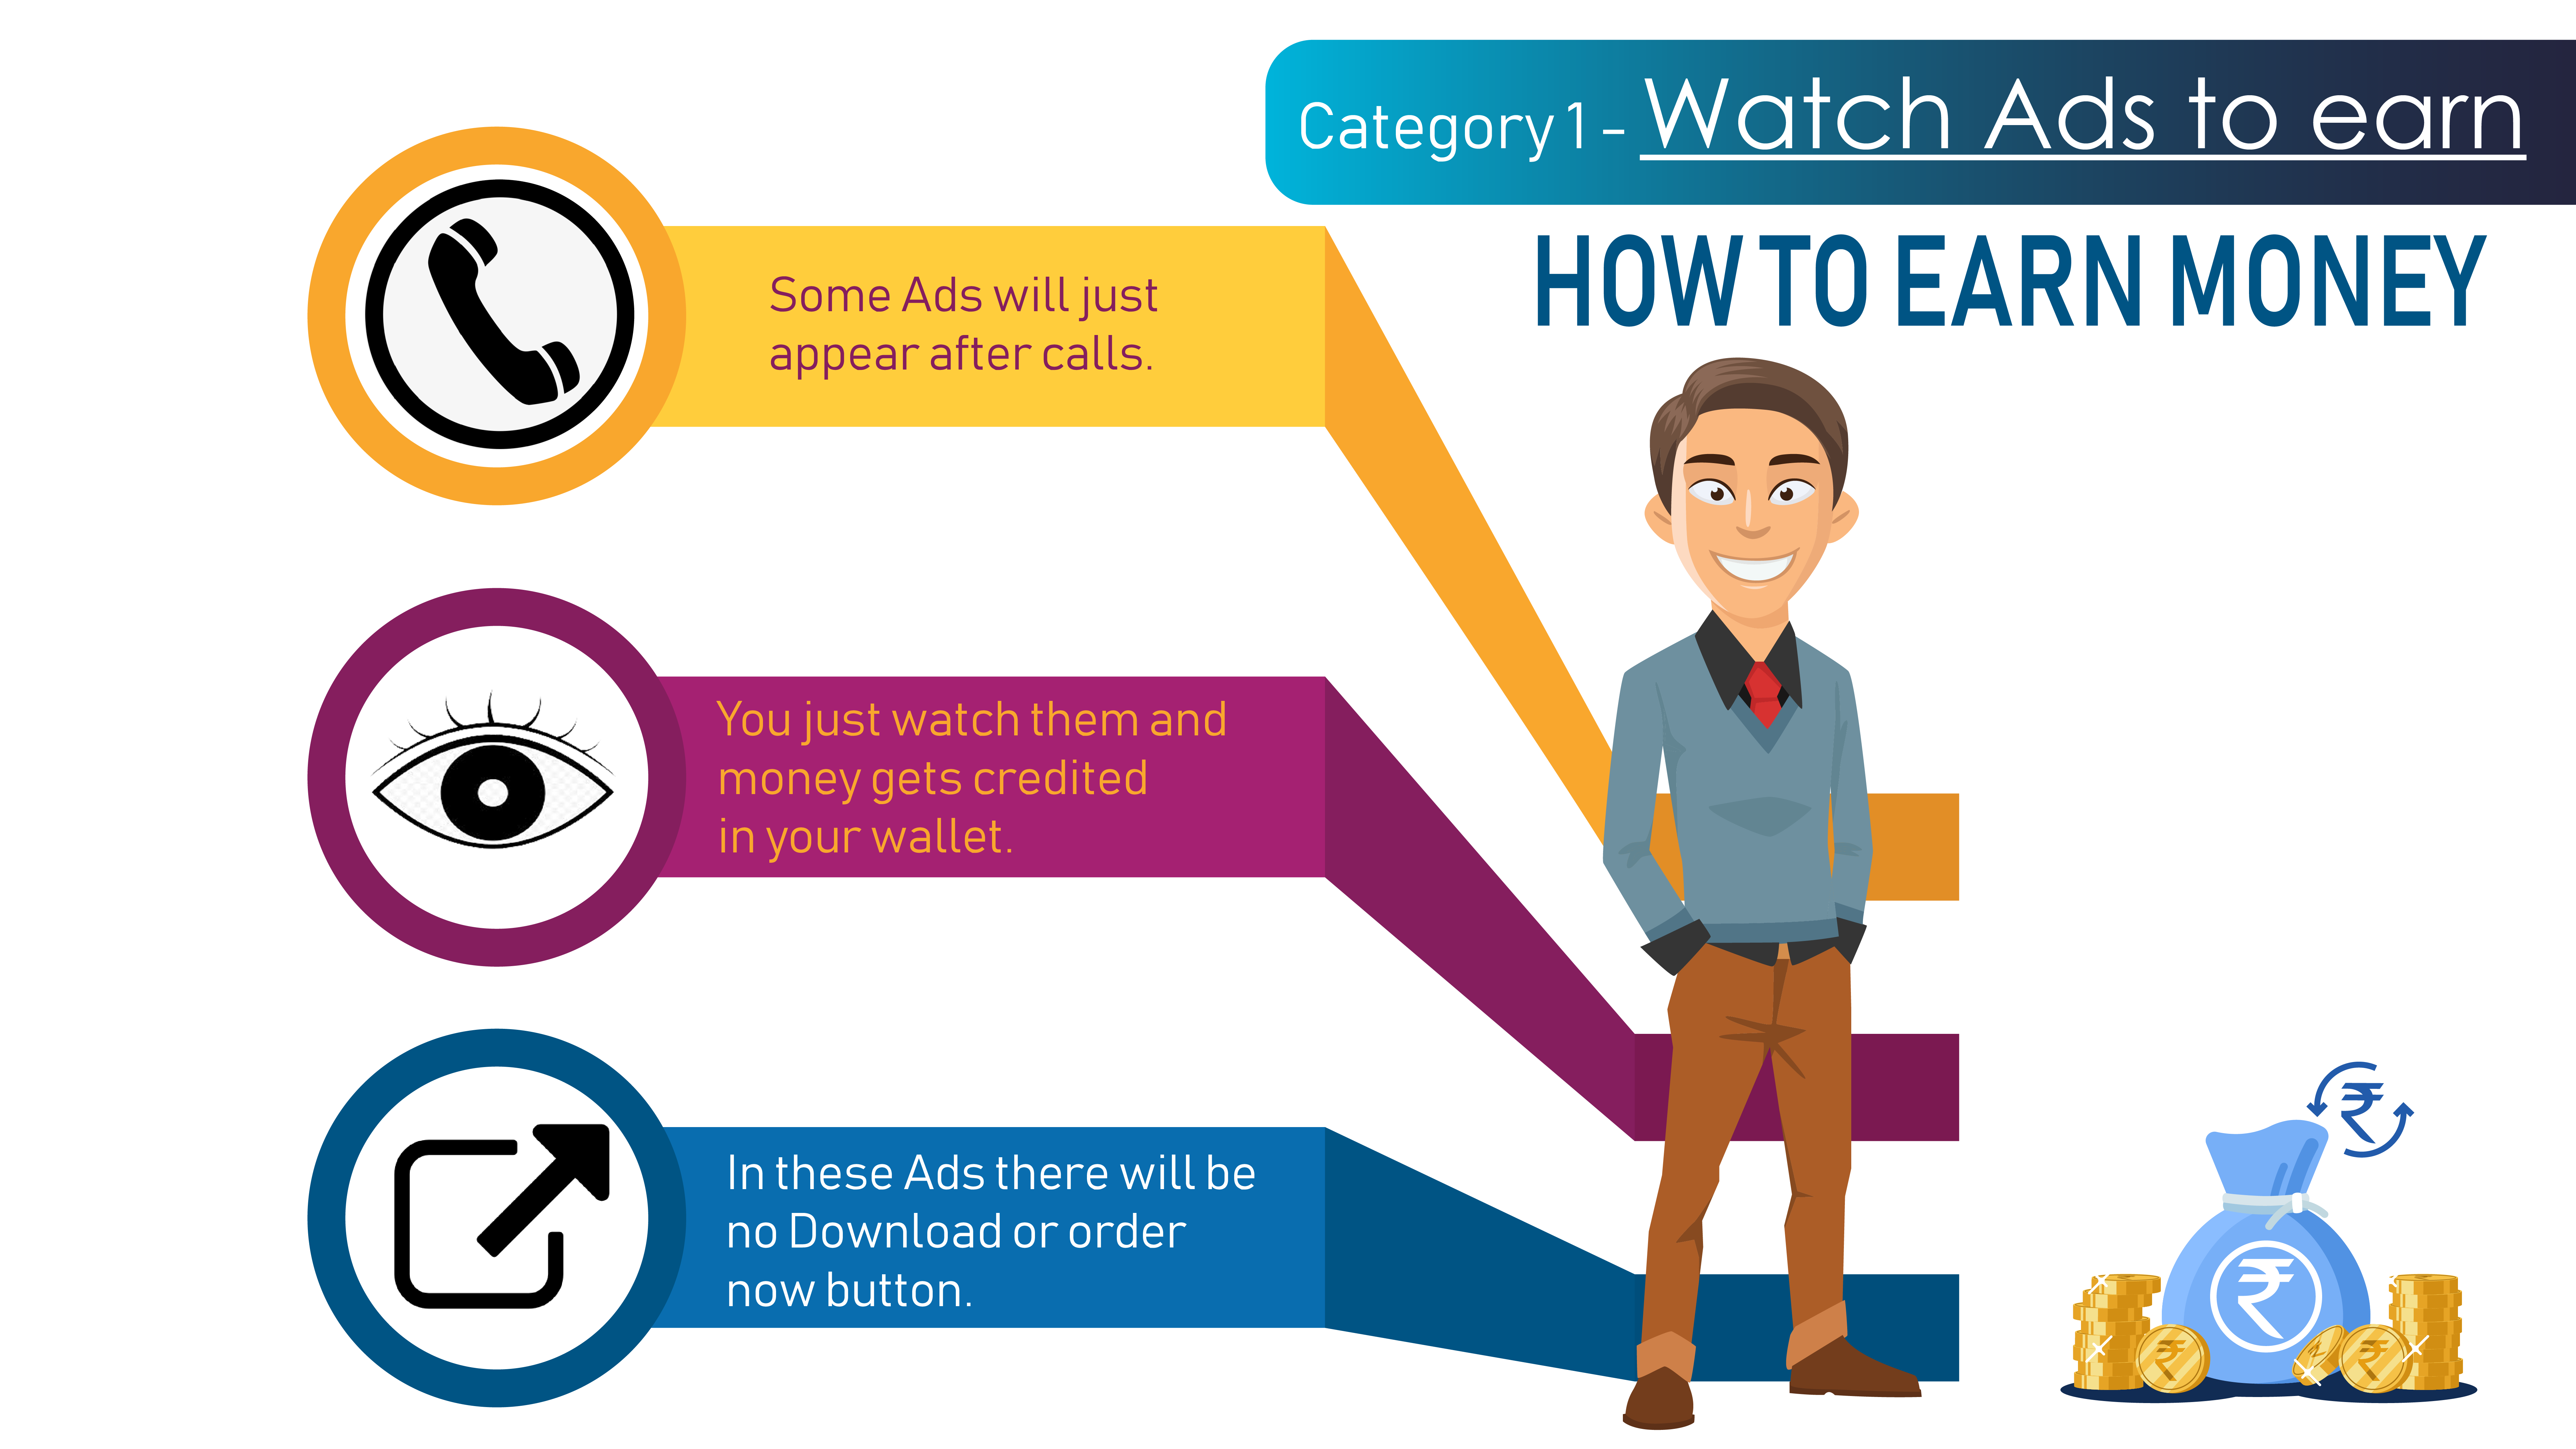 Category 1 - Watch Ads to earn
HOW TO EARN MONEY
Some Ads will just
appear after calls.
You just watch them and
money gets credited
in your wallet.
In these Ads there will be
no Download or order
now button.
₹
₹
₹
₹
₹